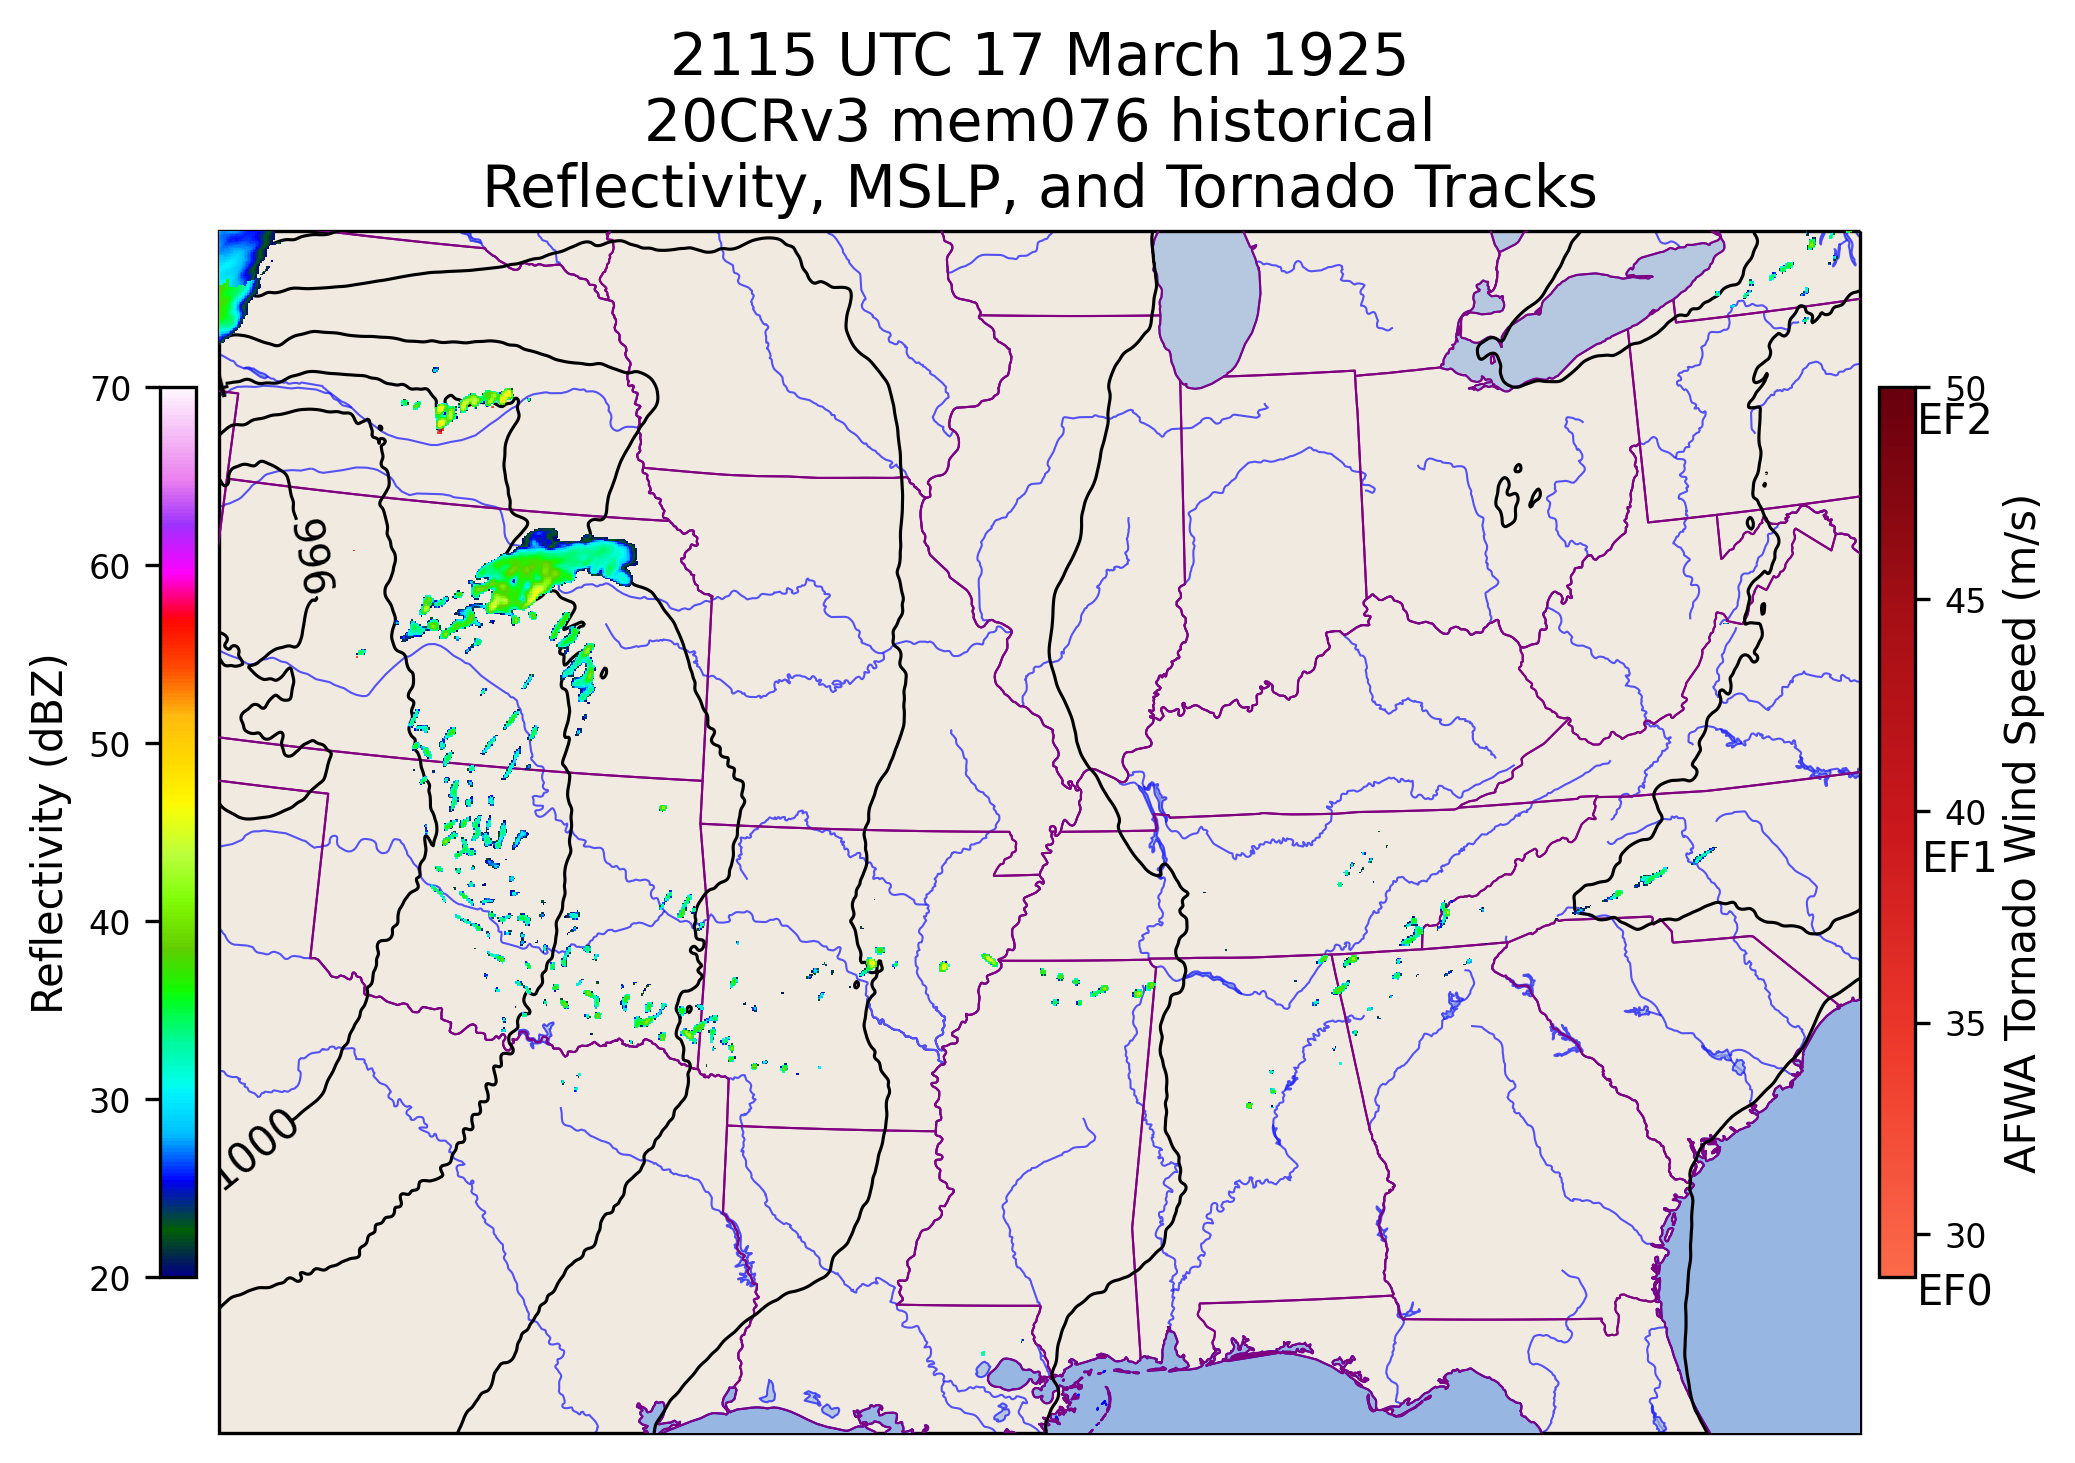 2115 UTC 17 March 1925
20CRv3 mem076 historical
Reflectivity, MSLP, and Tornado Tracks
Reflectivity (dBZ)
70
60
50
40
30
20
996
1000
50
EF2
45
40
EF1
35
30
EF0
AFWA Tornado Wind Speed (m/s)